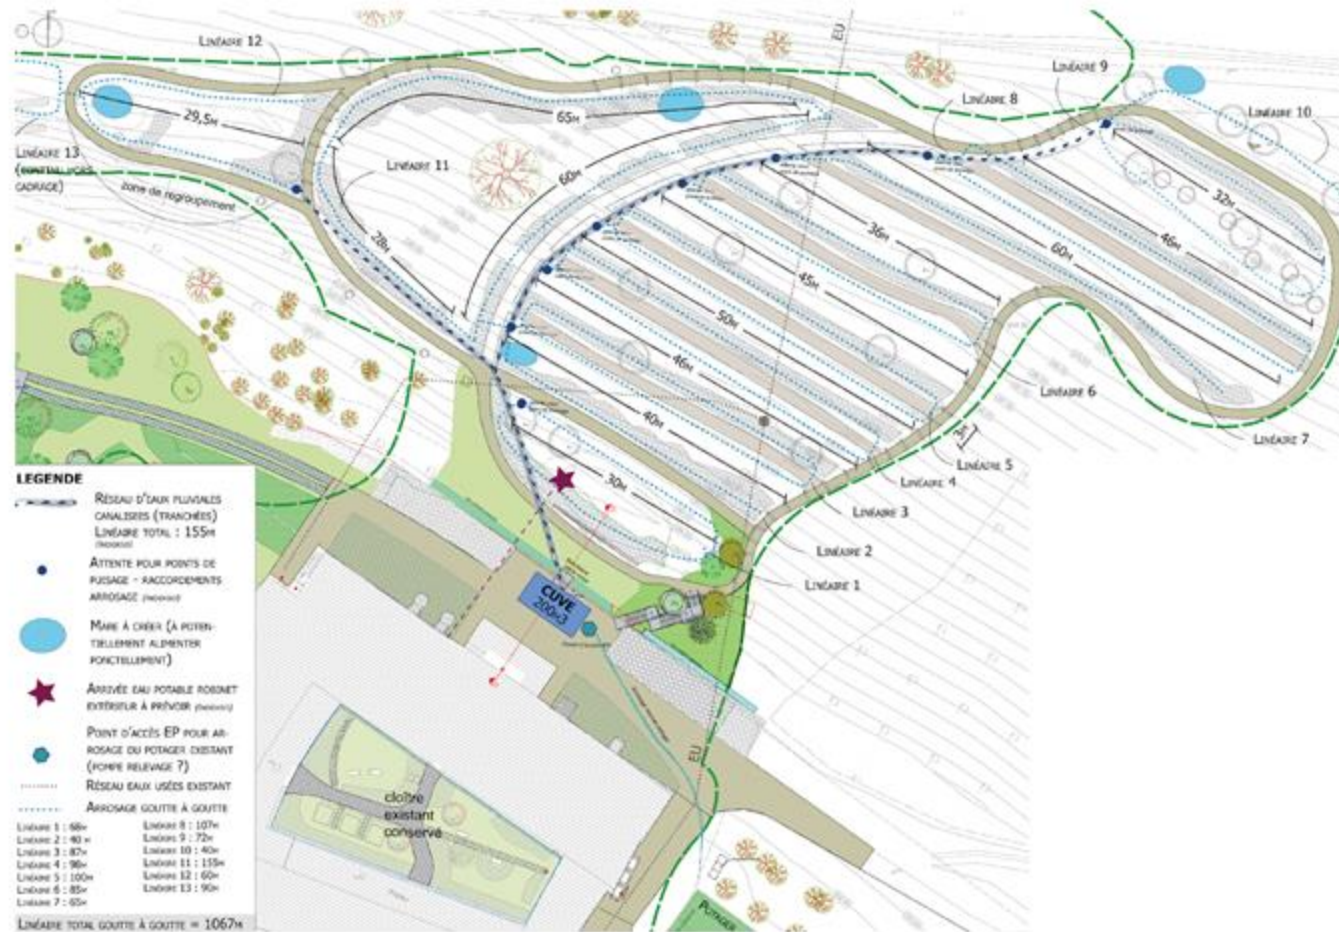 EU
LINÉAIRE 12
LINÉAIRE 9
LINÉAIRE 8
LINÉAIRE 10
65M
29,5M
LINÉAIRE 13
(CONTINU HORS
CADRAGE)
LINÉAIRE 11
zone de regroupement
60M
28M
32M
46M
36M
60M
45M
50M
46M
40M
30M
LINÉAIRE 6
LINÉAIRE 7
LINÉAIRE 5
LINÉAIRE 4
LINÉAIRE 3
LINÉAIRE 2
LINÉAIRE 1
CUVE
200M3
EU
cloître
existant
conservé
POTAGER
LEGENDE
RÉSEAU D'EAUX PLUVIALES
CANALISEES (TRANCHÉES)
LINÉAIRE TOTAL : 155M
ATTENTE POUR POINTS DE
PUISAGE - RACCORDEMENTS
ARROSAGE
MARE À CRÉER (À POTEN-
TIELLEMENT ALIMENTER
PONCTELLEMENT)
ARRIVÉE EAU POTABLE ROBINET
EXTÉRIEUR À PRÉVOIR
POINT D'ACCÈS EP POUR AR-
ROSAGE DU POTAGER EXISTANT
(POMPE RELEVAGE ?)
RÉSEAU EAUX USÉES EXISTANT
ARROSAGE GOUTTE À GOUTTE
LINÉAIRE 1 : 68M
LINÉAIRE 2 : 40 M
LINÉAIRE 3 : 87M
LINÉAIRE 4 : 98M
LINÉAIRE 5 : 100M
LINÉAIRE 6 : 85M
LINÉAIRE 7 : 65M
LINÉAIRE 8 : 107M
LINÉAIRE 9 : 72M
LINÉAIRE 10 : 40M
LINÉAIRE 11 : 155M
LINÉAIRE 12 : 60M
LINÉAIRE 13 : 90M
LINÉAIRE TOTAL GOUTTE À GOUTTE = 1067M